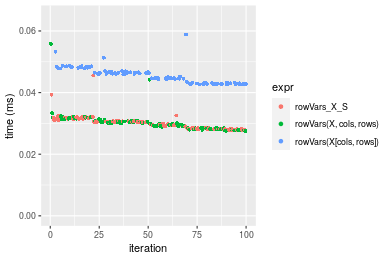 0.06
0.04
0.02
0.00
time (ms)
0
25
50
75
100
iteration
expr
rowVars_X_S
rowVars(X, cols, rows)
rowVars(X[cols, rows])